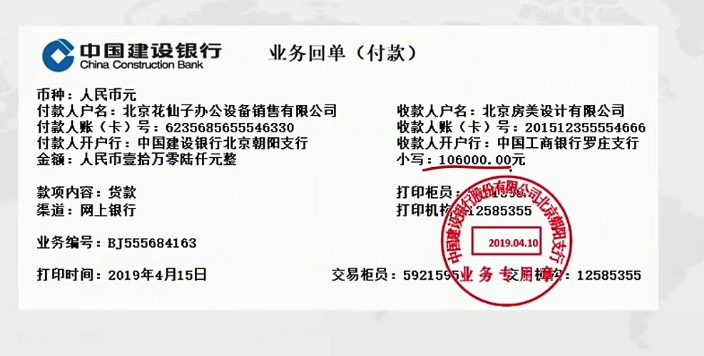 中国建设银行
China Construction Bank
业务回单（付款）
币种：人民币元
付款人户名：北京花仙子办公设备销售有限公司 收款人户名：北京房美设计有限公司
付款人账（卡）号：6235685655546330 收款人账（卡）号：201512355554666
付款人开户行：中国建设银行北京朝阳支行 收款人开户行：中国工商银行罗庄支行
金额：人民币壹拾万零陆仟元整 小写：106000.00元
款项内容：货款 打印柜员：
渠道：网上银行 打印机构：12585355
业务编号：BJ555684163
中国建设银行股份有限公司北京朝阳支行
2019.04.10
业务专用章
打印时间：2019年4月15日 交易柜员：5921595 交易机构：12585355